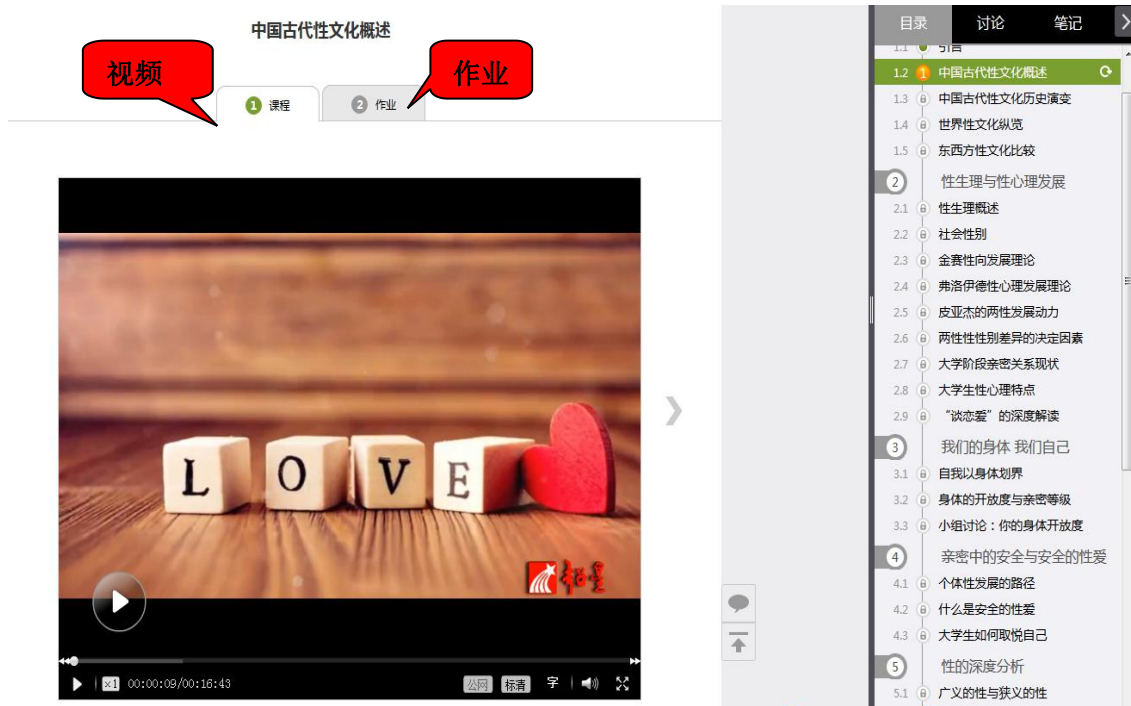 中国古代性文化概述
视频
作业
1 课程
2 作业
L O V E
超星
×1 00:00:09/00:16:43
公网 标清 字
目录 讨论 笔记
1.1 引言
1.2 1 中国古代性文化概述
1.3 中国古代性文化历史演变
1.4 世界性文化纵览
1.5 东西方性文化比较
2 性生理与性心理发展
2.1 性生理概述
2.2 社会性别
2.3 金赛性向发展理论
2.4 弗洛伊德性心理发展理论
2.5 皮亚杰的两性发展动力
2.6 两性性别差异的决定因素
2.7 大学阶段亲密关系现状
2.8 大学生性心理特点
2.9 “谈恋爱”的深度解读
3 我们的身体 我们自己
3.1 自我以身体划界
3.2 身体的开放度与亲密等级
3.3 小组讨论：你的身体开放度
4 亲密中的安全与安全的性爱
4.1 个体性发展的路径
4.2 什么是安全的性爱
4.3 大学生如何取悦自己
5 性的深度分析
5.1 广义的性与狭义的性